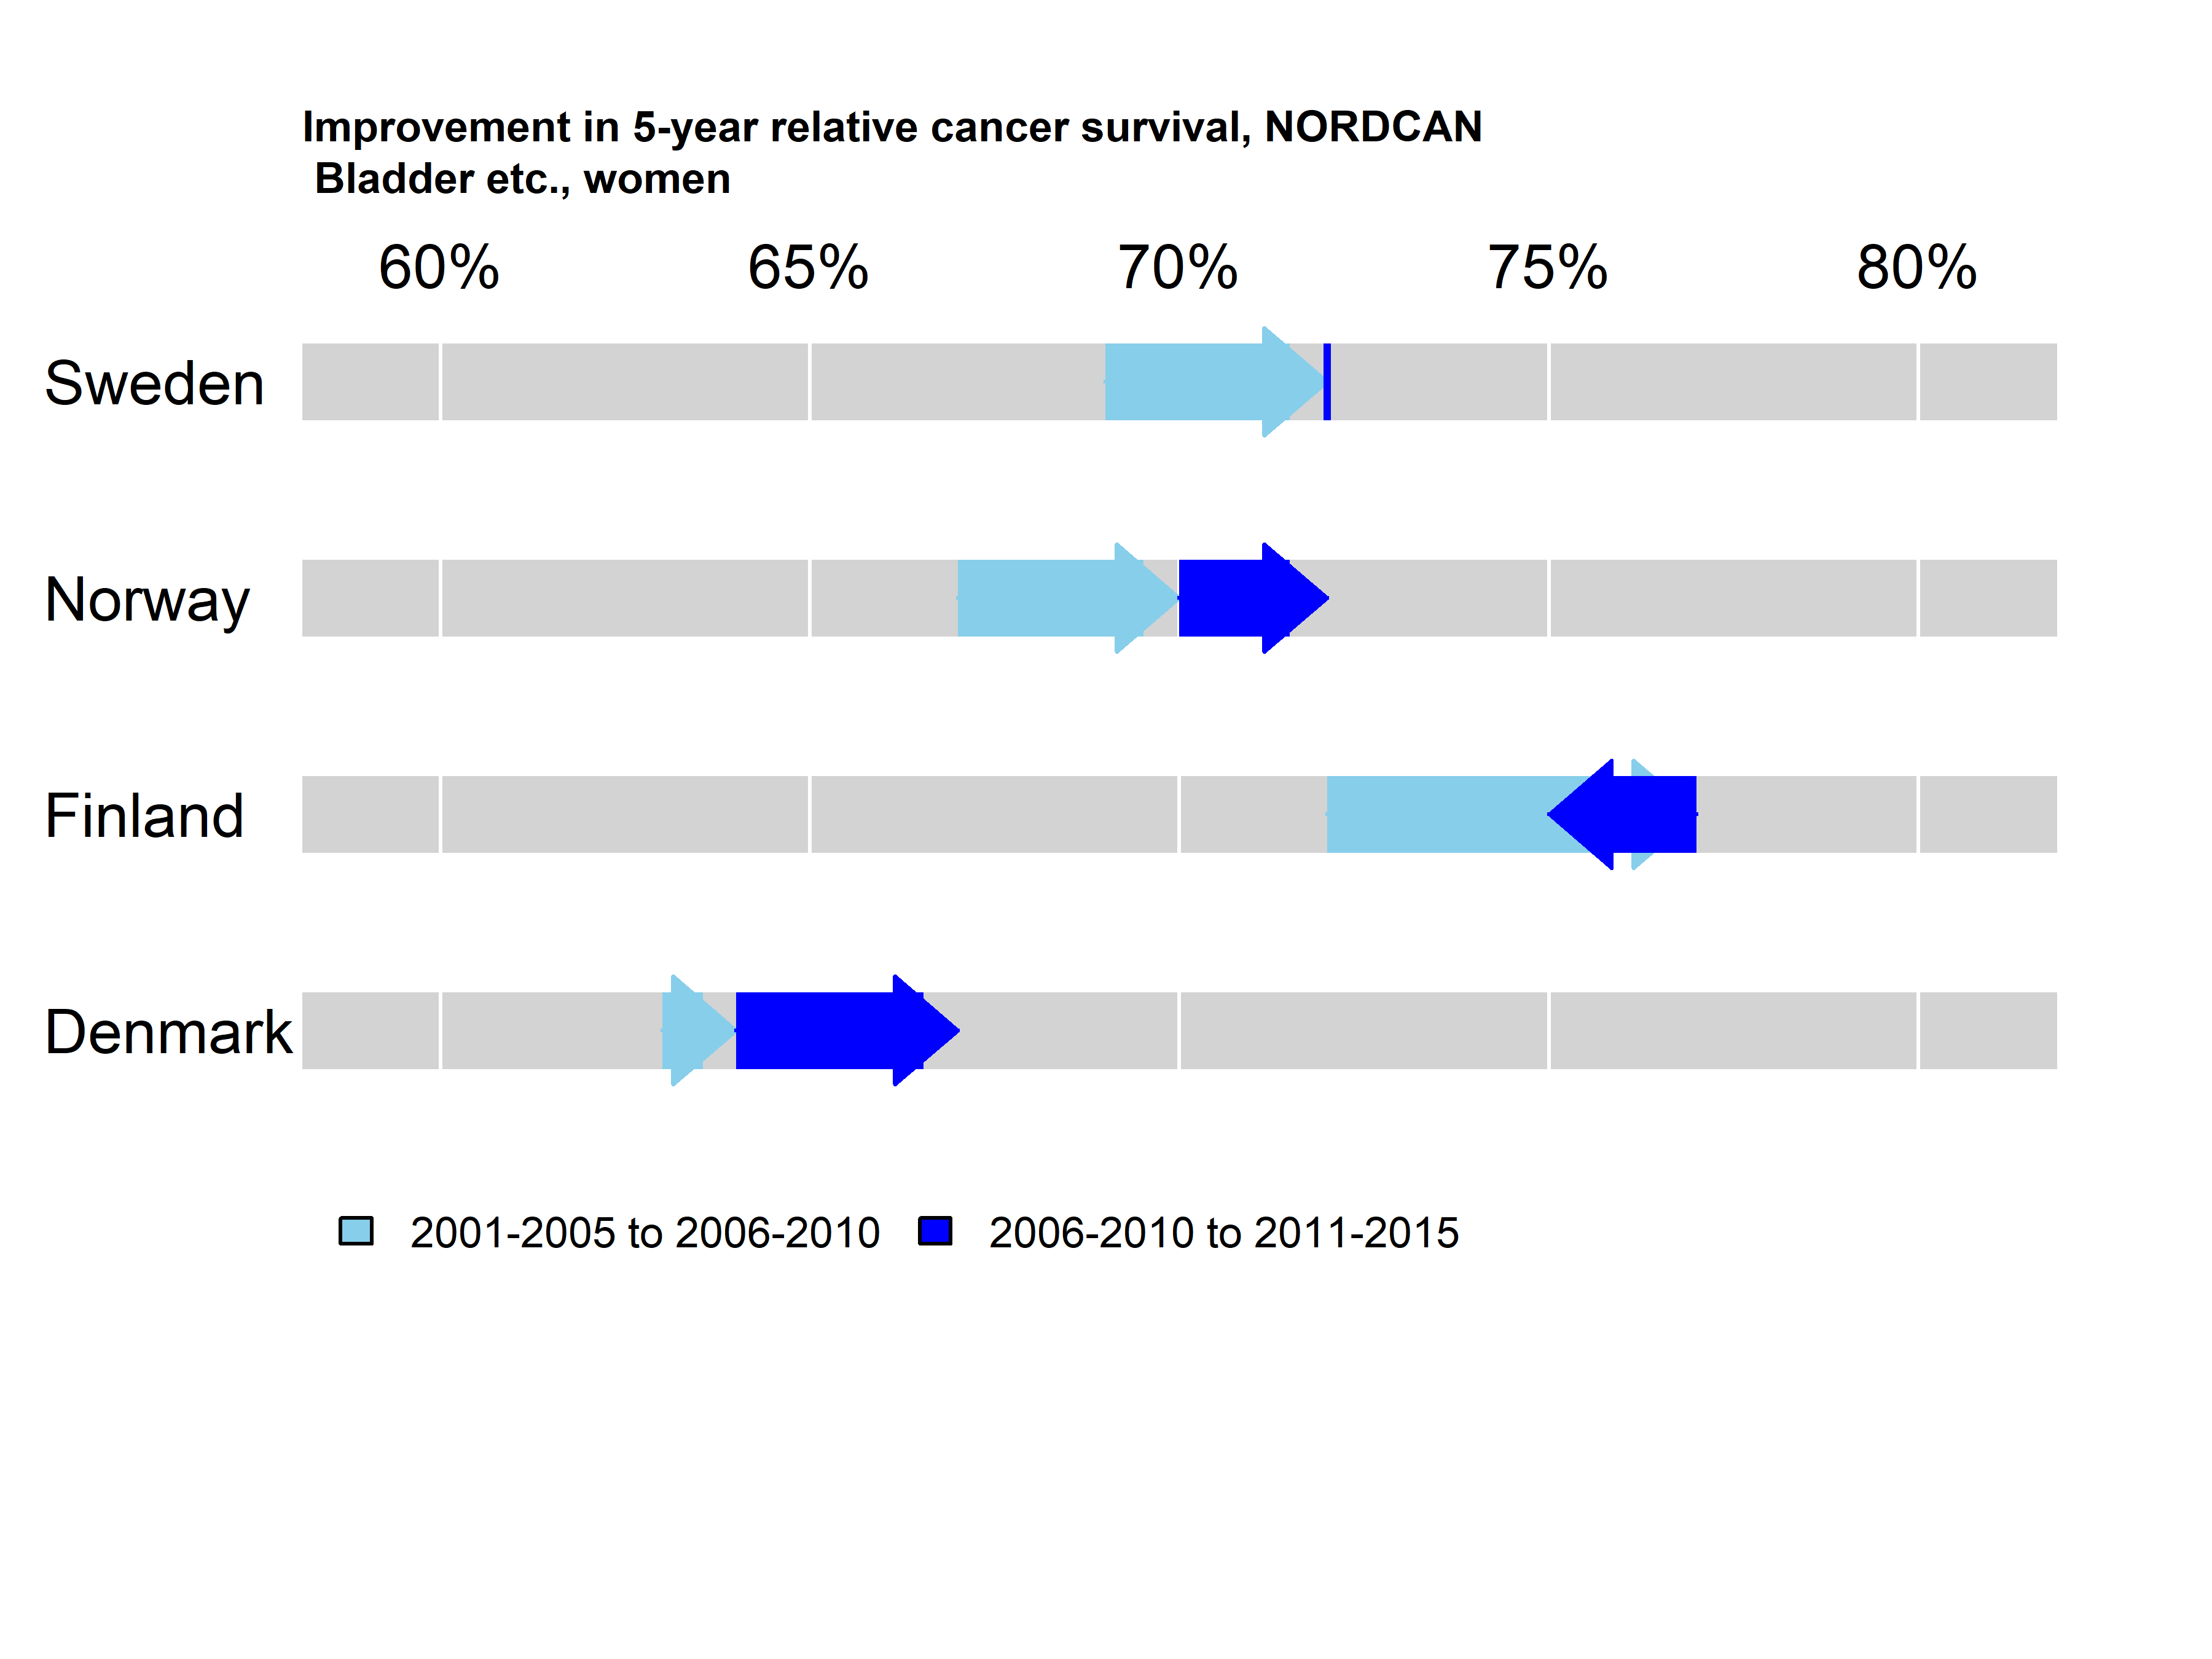 Improvement in 5-year relative cancer survival, NORDCAN
Bladder etc., women
60% 65% 70% 75% 80%
Sweden
Norway
Finland
Denmark
2001-2005 to 2006-2010 2006-2010 to 2011-2015